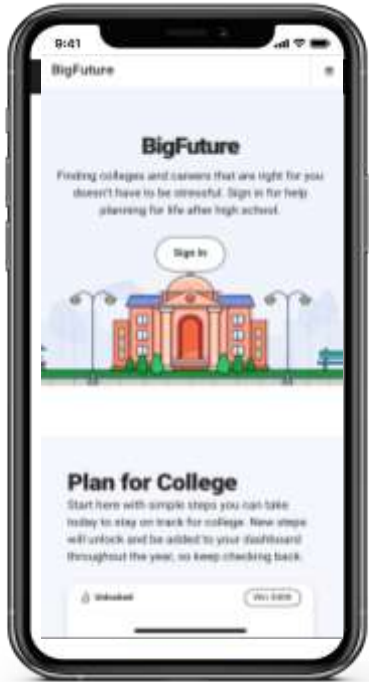 9:41
BigFuture
BigFuture
Finding colleges and careers that are right for you
doesn't have to be stressful. Sign in for help
planning for life after high school.
Sign In
Plan for College
Start here with simple steps you can take
today to stay on track for college. New steps
will unlock and be added to your dashboard
throughout the year, so keep checking back.
Unlocked